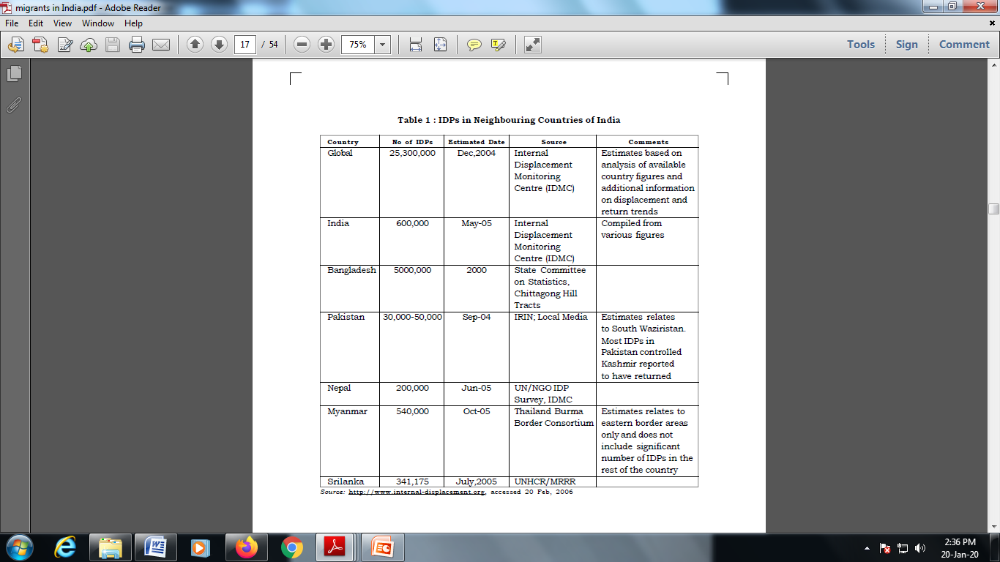 migrants in India.pdf - Adobe Reader
File Edit View Window Help
17 / 54 75% Tools Sign Comment
Table 1 : IDPs in Neighbouring Countries of India
Country No of IDPs Estimated Date Source Comments
Global 25,300,000 Dec,2004 Internal Estimates based on
Displacement analysis of available
Monitoring country figures and
Centre (IDMC) additional information
on displacement and
return trends
India 600,000 May-05 Internal Compiled from
Displacement various figures
Monitoring
Centre (IDMC)
Bangladesh 5000,000 2000 State Committee
on Statistics,
Chittagong Hill
Tracts
Pakistan 30,000-50,000 Sep-04 IRIN; Local Media Estimates relates
to South Waziristan.
Most IDPs in
Pakistan controlled
Kashmir reported
to have returned
Nepal 200,000 Jun-05 UN/NGO IDP
Survey, IDMC
Myanmar 540,000 Oct-05 Thailand Burma Estimates relates to
Border Consortium eastern border areas
only and does not
include significant
number of IDPs in the
rest of the country
Srilanka 341,175 July,2005 UNHCR/MRRR
Source: http://www.internal-displacement.org, accessed 20 Feb, 2006
2:36 PM
20-Jan-20